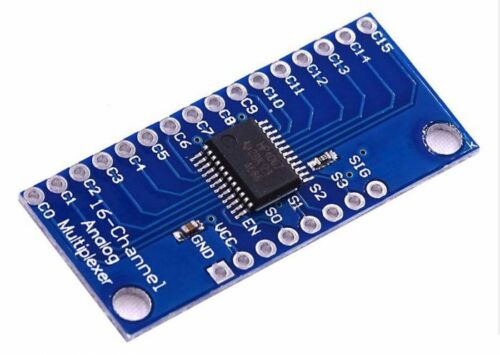 C0
C1
C2
C3
C4
C5
C6
C7
C8
C9
C10
C11
C12
C13
C14
C15
16-Channel
Analog
Multiplexer
GND
VCC
EN
S0
S1
S2
S3
SIG